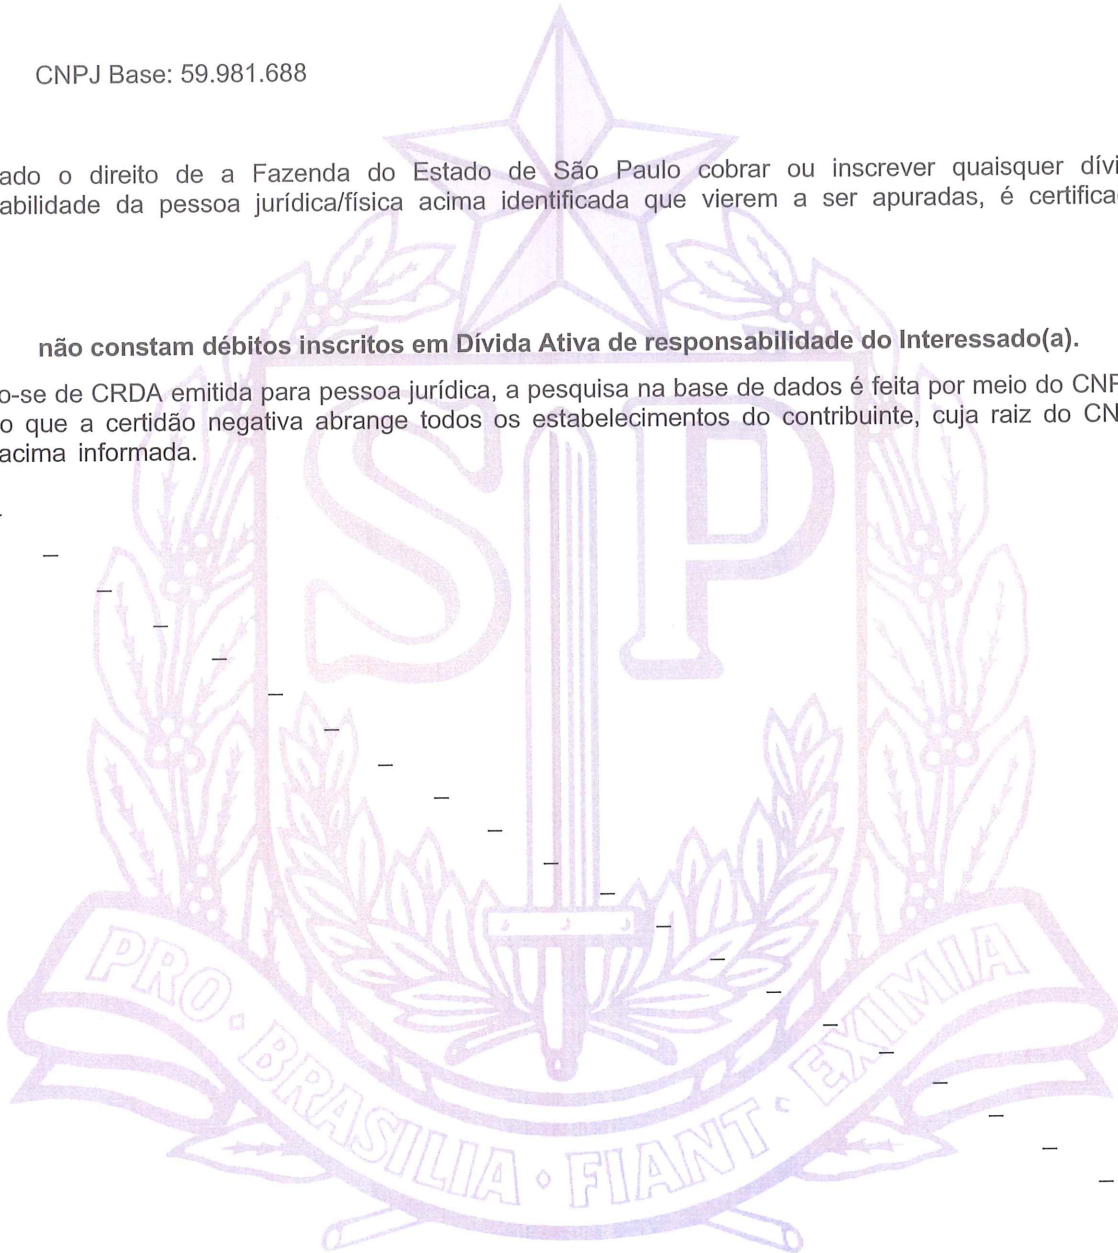 CNPJ Base: 59.981.688
ado o direito de a Fazenda do Estado de São Paulo cobrar ou inscrever quaisquer dívi
abilidade da pessoa jurídica/física acima identificada que vierem a ser apuradas, é certifica
não constam débitos inscritos em Dívida Ativa de responsabilidade do Interessado(a).
o-se de CRDA emitida para pessoa jurídica, a pesquisa na base de dados é feita por meio do CNP
o que a certidão negativa abrange todos os estabelecimentos do contribuinte, cuja raiz do CN
acima informada.
SP
PRO · BRASILIA · FIANT · EXIMIA